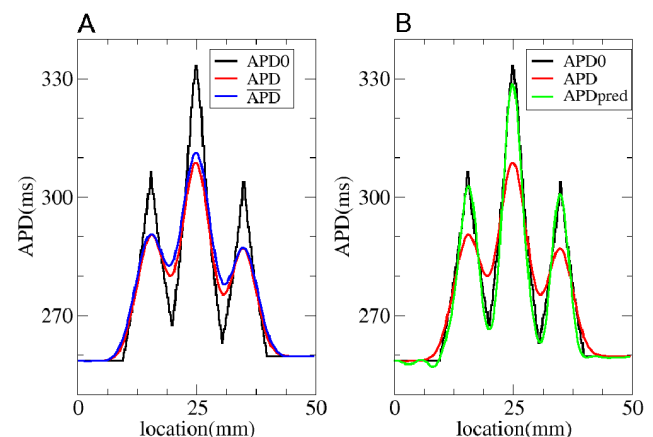 A
B
APD0
APD
APD
APD0
APD
APDpred
330
300
270
APD(ms)
0
25
50
location(mm)
330
300
270
APD(ms)
0
25
50
location(mm)